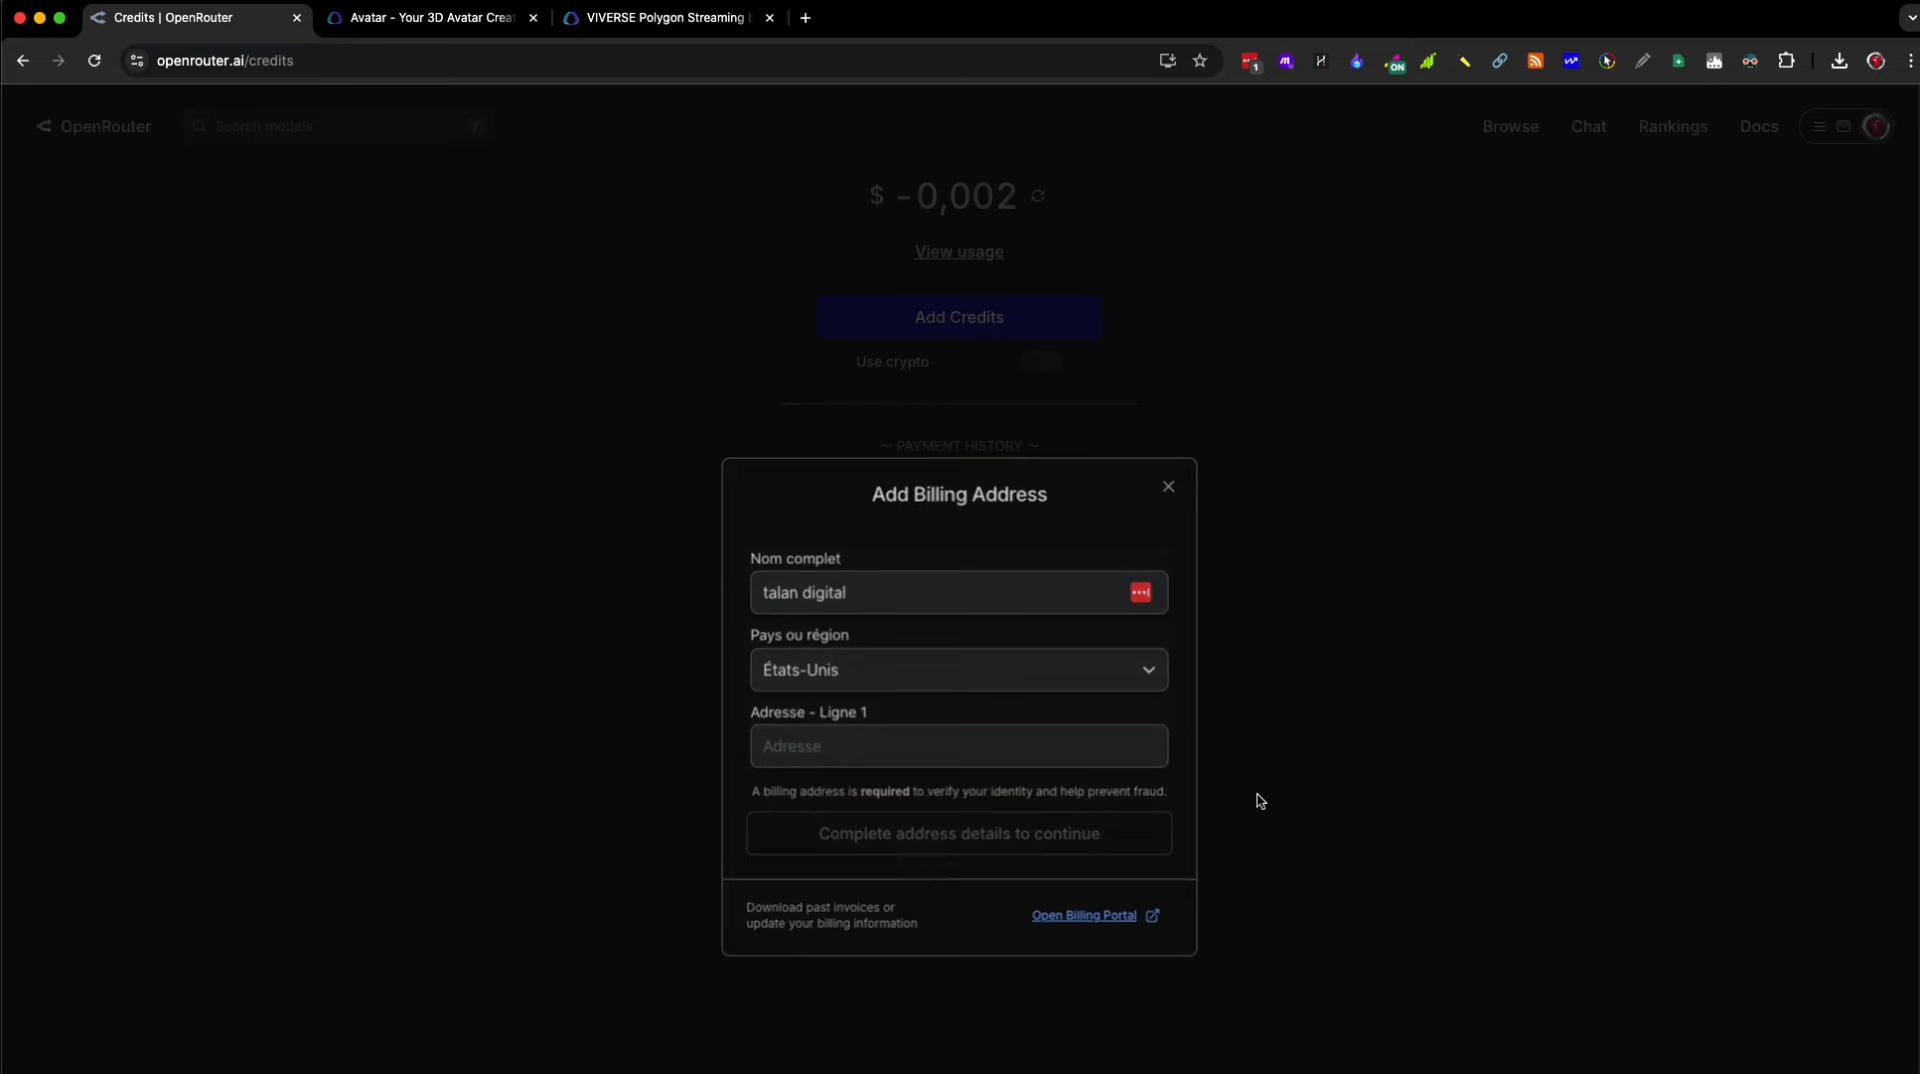 Credits | OpenRouter
Avatar - Your 3D Avatar Crea
VIVERSE Polygon Streaming
openrouter.ai/credits
1
ON
OpenRouter
Search models
/
Browse
Chat
Rankings
Docs
$ -0,002
View usage
Add Credits
Use crypto
~ PAYMENT HISTORY ~
Add Billing Address
Nom complet
talan digital
Pays ou région
États-Unis
Adresse - Ligne 1
Adresse
A billing address is required to verify your identity and help prevent fraud.
Complete address details to continue
Download past invoices or
update your billing information
Open Billing Portal